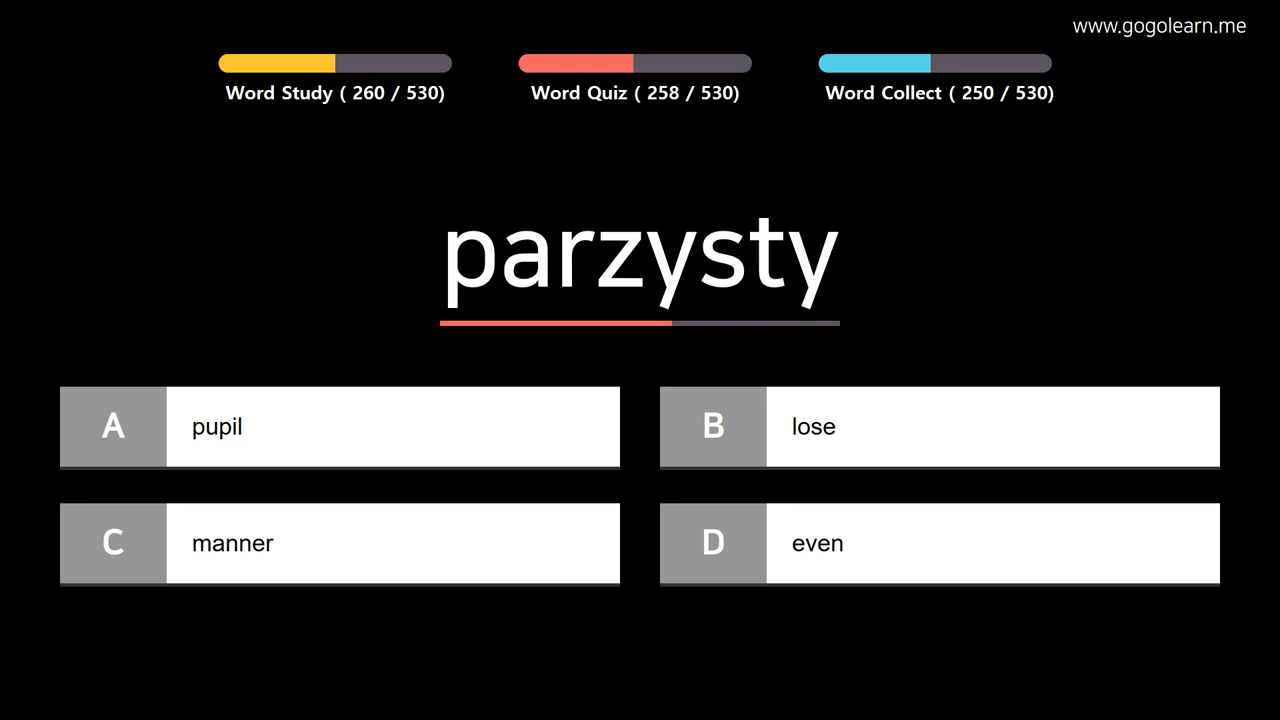 www.gogolearn.me
Word Study ( 260 / 530)
Word Quiz ( 258 / 530)
Word Collect ( 250 / 530)
parzysty
A
pupil
B
lose
C
manner
D
even